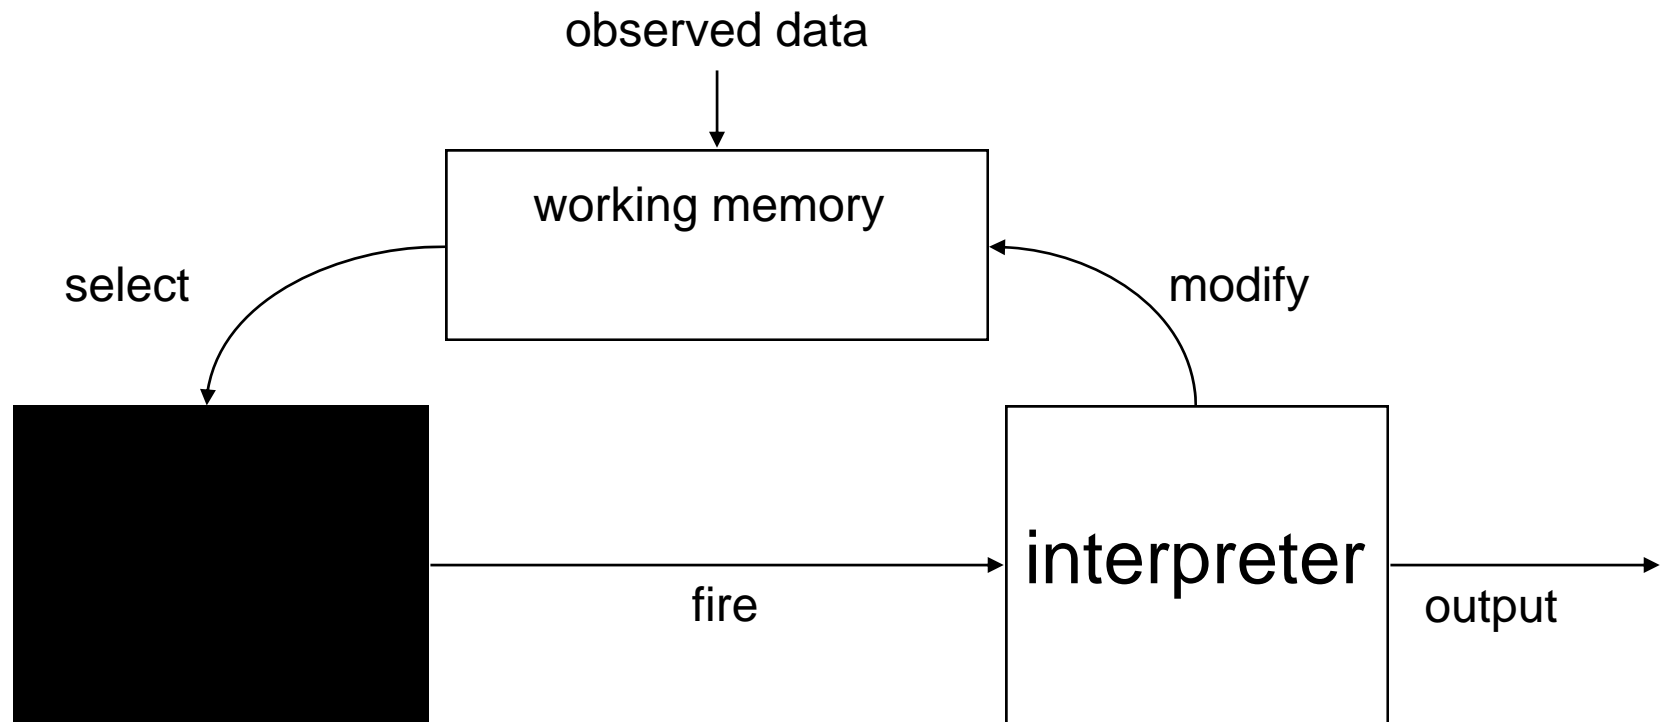 observed data
working memory
select
modify
interpreter
fire
output